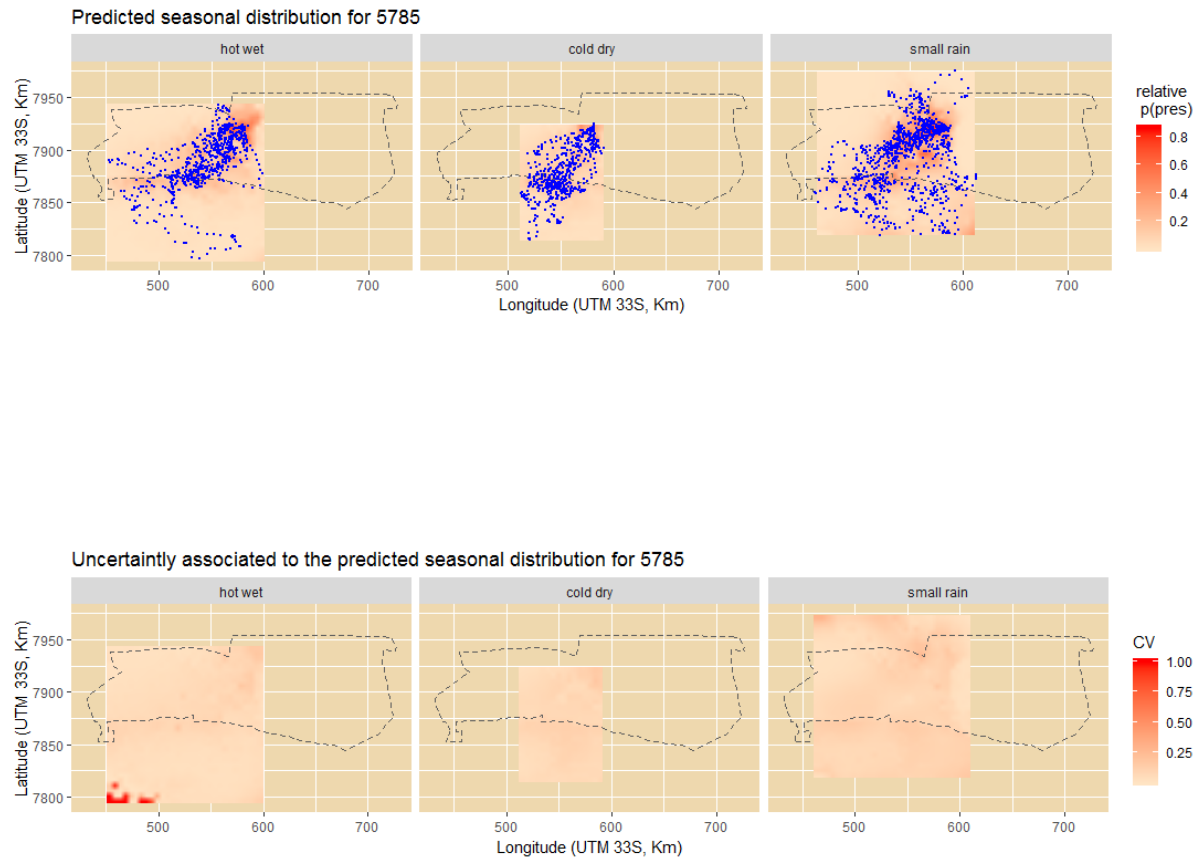 Predicted seasonal distribution for 5785
hot wet
cold dry
small rain
Latitude (UTM 33S, Km)
7950
7900
7850
7800
500
600
700
500
600
700
500
600
700
Longitude (UTM 33S, Km)
relative
p(pres)
0.8
0.6
0.4
0.2
Uncertaintly associated to the predicted seasonal distribution for 5785
hot wet
cold dry
small rain
Latitude (UTM 33S, Km)
7950
7900
7850
7800
500
600
700
500
600
700
500
600
700
Longitude (UTM 33S, Km)
CV
1.00
0.75
0.50
0.25